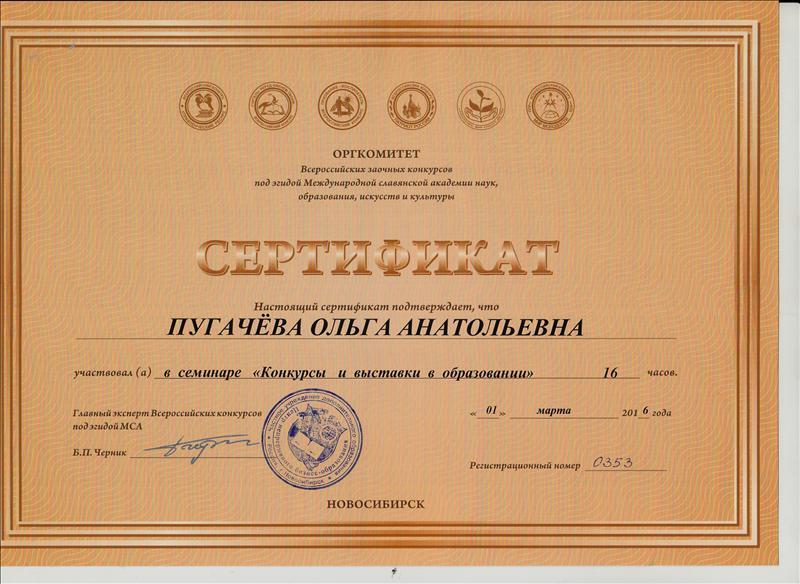 ОРГКОМИТЕТ
Всероссийских заочных конкурсов
под эгидой Международной славянской академии наук,
образования, искусств и культуры
СЕРТИФИКАТ
Настоящий сертификат подтверждает, что
ПУГАЧЁВА ОЛЬГА АНАТОЛЬЕВНА
участвовал (а) в семинаре «Конкурсы и выставки в образовании» 16 часов.
Главный эксперт Всероссийских конкурсов
под эгидой МСА
« 01 » марта 2016 года
Б.П. Черник
Регистрационный номер 0353
НОВОСИБИРСК